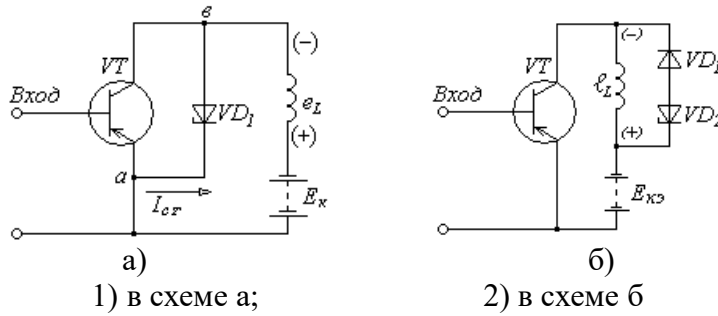 в
(−)
VT
Вход
VD1
eL
(+)
a
Iст
Eк
а)
1) в схеме а;
(−)
VT
Вход
ℓL
VD1
VD2
(+)
Eкэ
б)
2) в схеме б